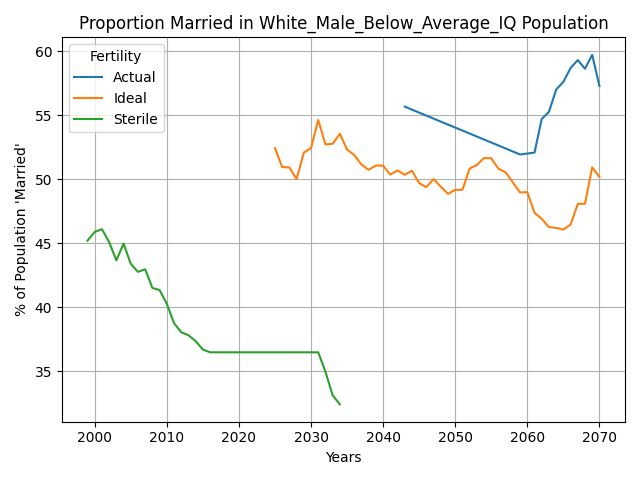 Proportion Married in White_Male_Below_Average_IQ Population
Fertility
Actual
Ideal
Sterile
% of Population 'Married'
60
55
50
45
40
35
2000 2010 2020 2030 2040 2050 2060 2070
Years